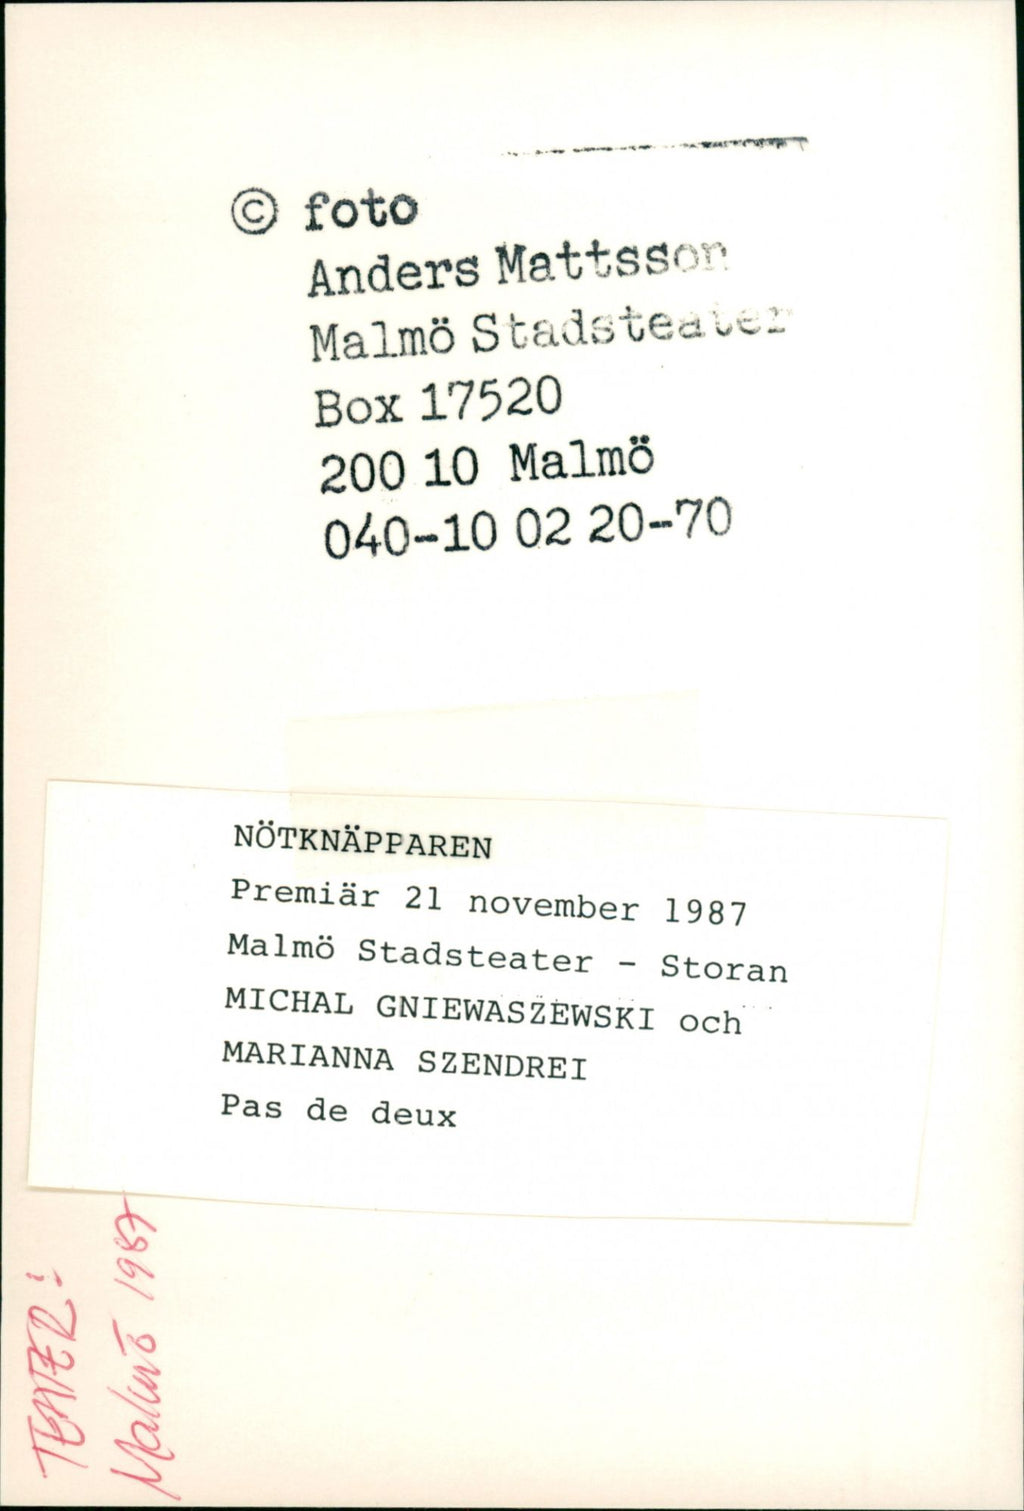 © foto
Anders Mattsson
Malmö Stadsteater
Box 17520
200 10 Malmö
040-10 02 20-70
NÖTKNÄPPAREN
Premiär 21 november 1987
Malmö Stadsteater - Storan
MICHAL GNIEWASZEWSKI och
MARIANNA SZENDREI
Pas de deux
TEATER:
Malmö 1987